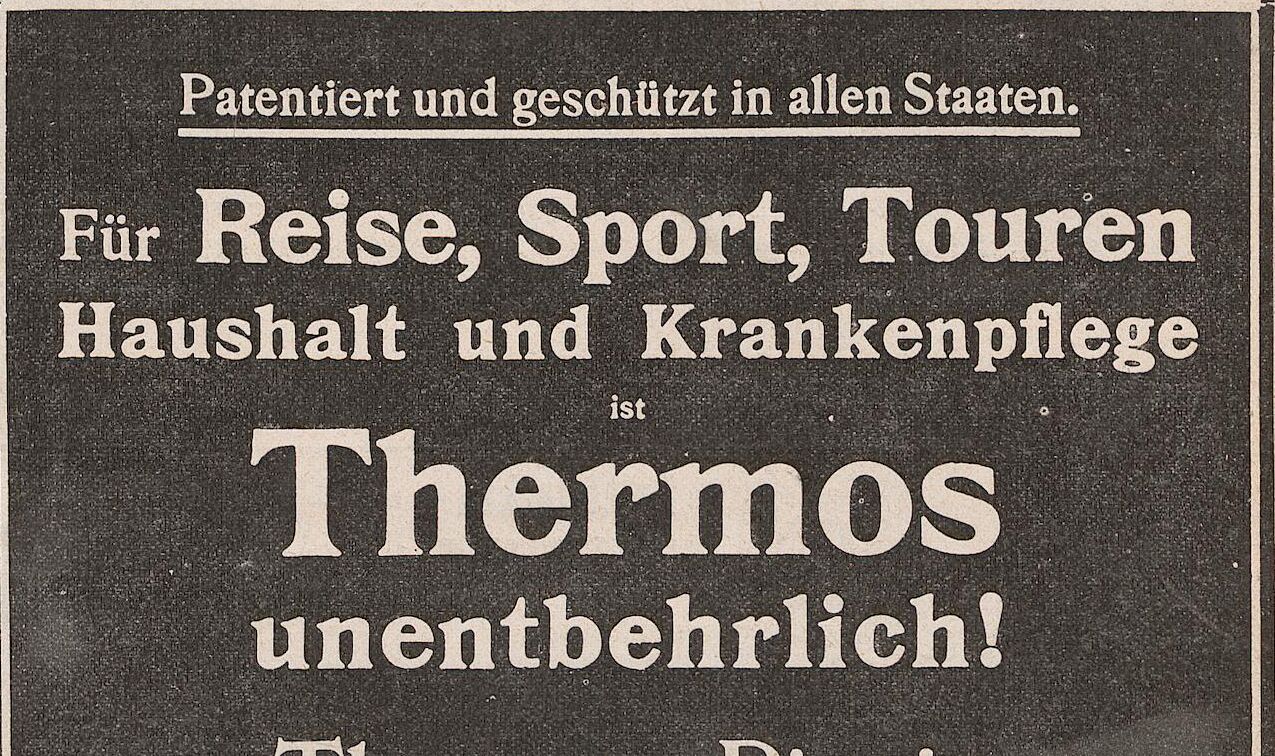 Patentiert und geschützt in allen Staaten.
Für Reise, Sport, Touren
Haushalt und Krankenpflege
ist
Thermos
unentbehrlich!